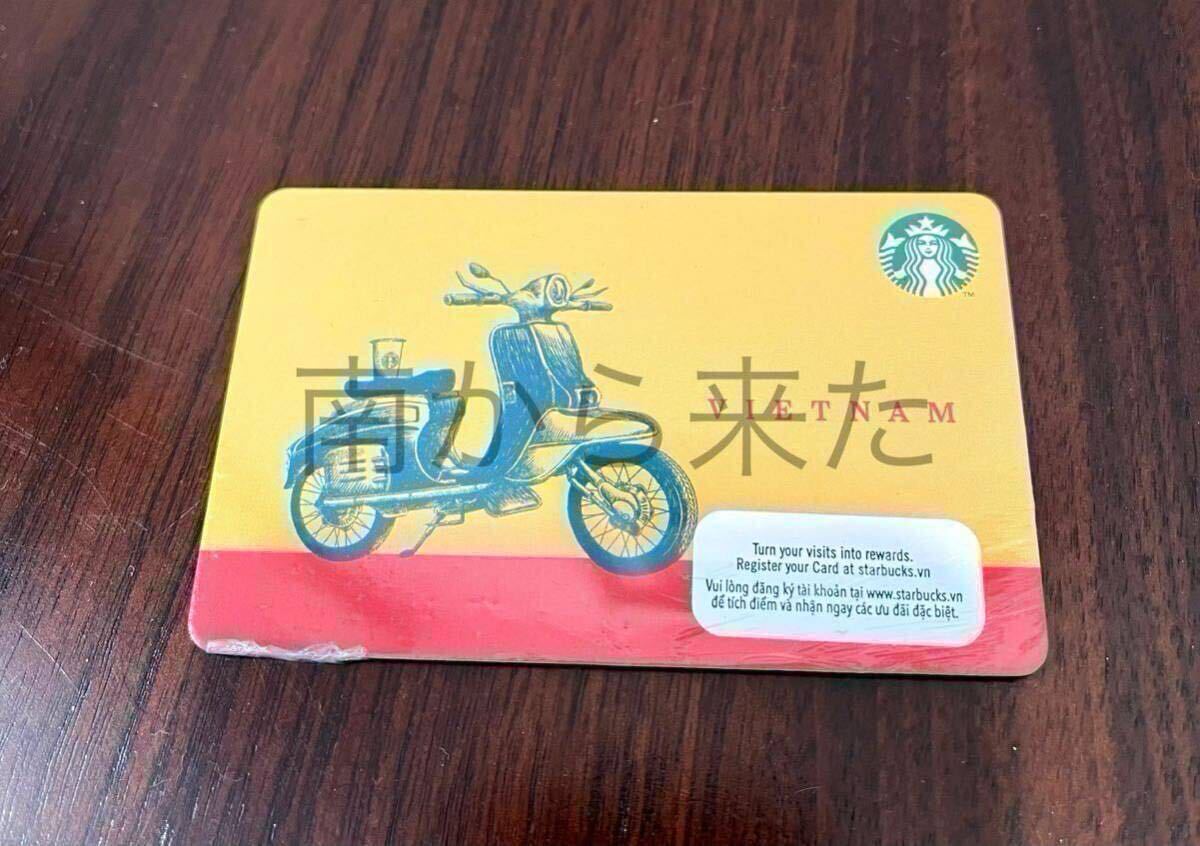 南から来た
VIETNAM
TM
Turn your visits into rewards.
Register your Card at starbucks.vn
Vui lòng đăng ký tài khoản tại www.starbucks.vn
để tích điểm và nhận ngay các ưu đãi đặc biệt.